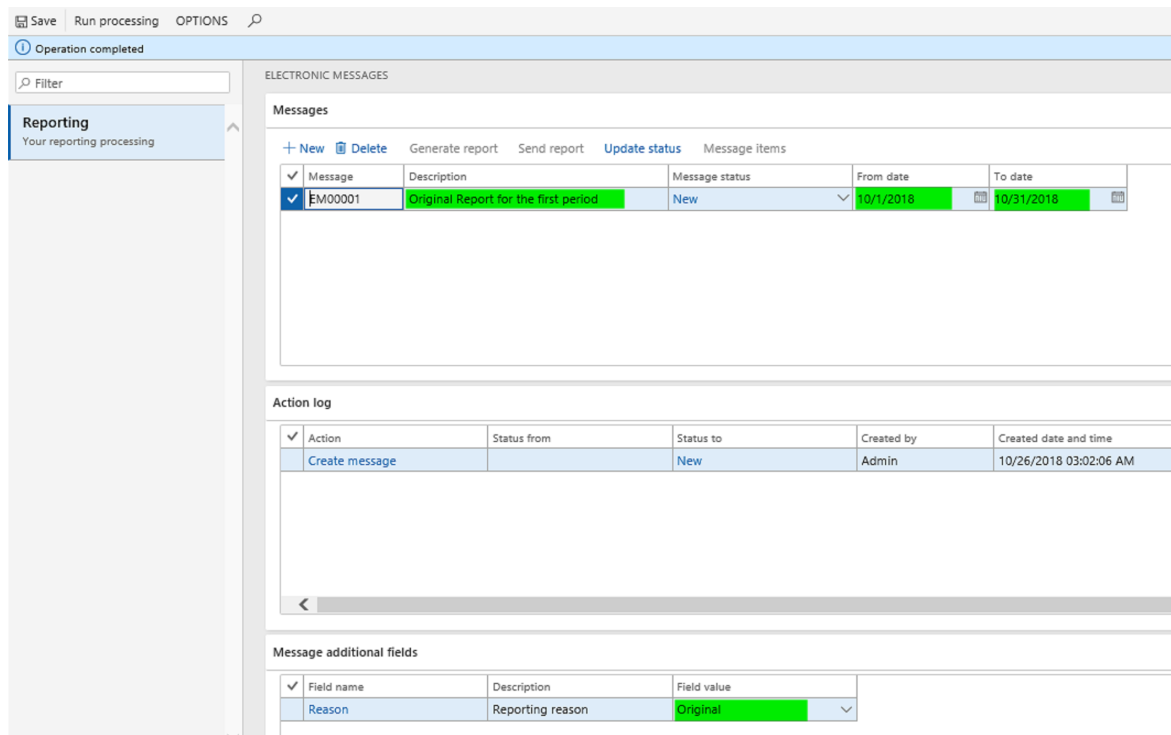 Save Run processing OPTIONS
Operation completed
Filter
Reporting
Your reporting processing
ELECTRONIC MESSAGES
Messages
New Delete Generate report Send report Update status Message items
Message Description Message status From date To date
EM00001 Original Report for the first period New 10/1/2018 10/31/2018
Action log
Action Status from Status to Created by Created date and time
Create message New Admin 10/26/2018 03:02:06 AM
Message additional fields
Field name Description Field value
Reason Reporting reason Original